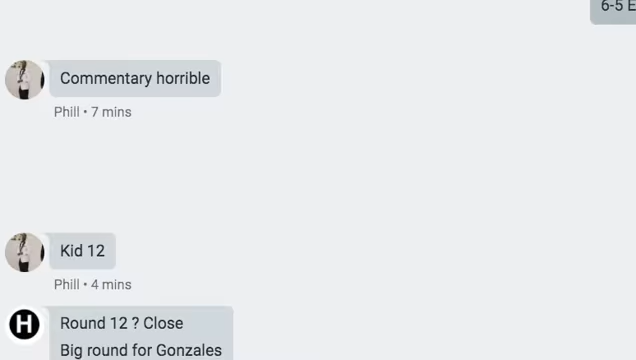 6-5 E
Commentary horrible
Phill • 7 mins
Kid 12
Phill • 4 mins
H
Round 12 ? Close
Big round for Gonzales